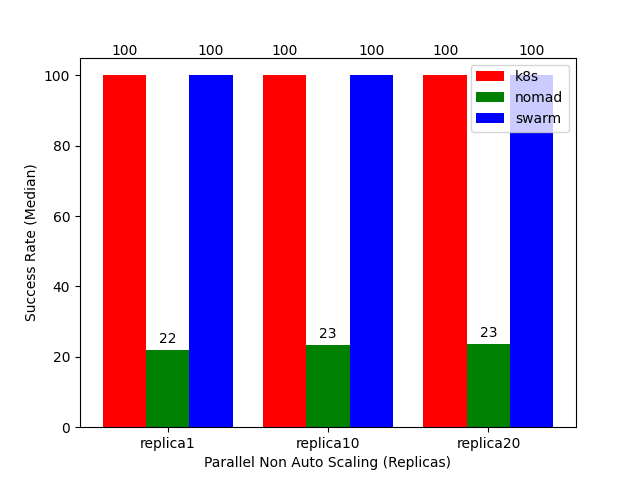 100 100 100 100 100 100
k8s
nomad
swarm
100
80
60
40
20
0
22 23 23
replica1 replica10 replica20
Parallel Non Auto Scaling (Replicas)
Success Rate (Median)